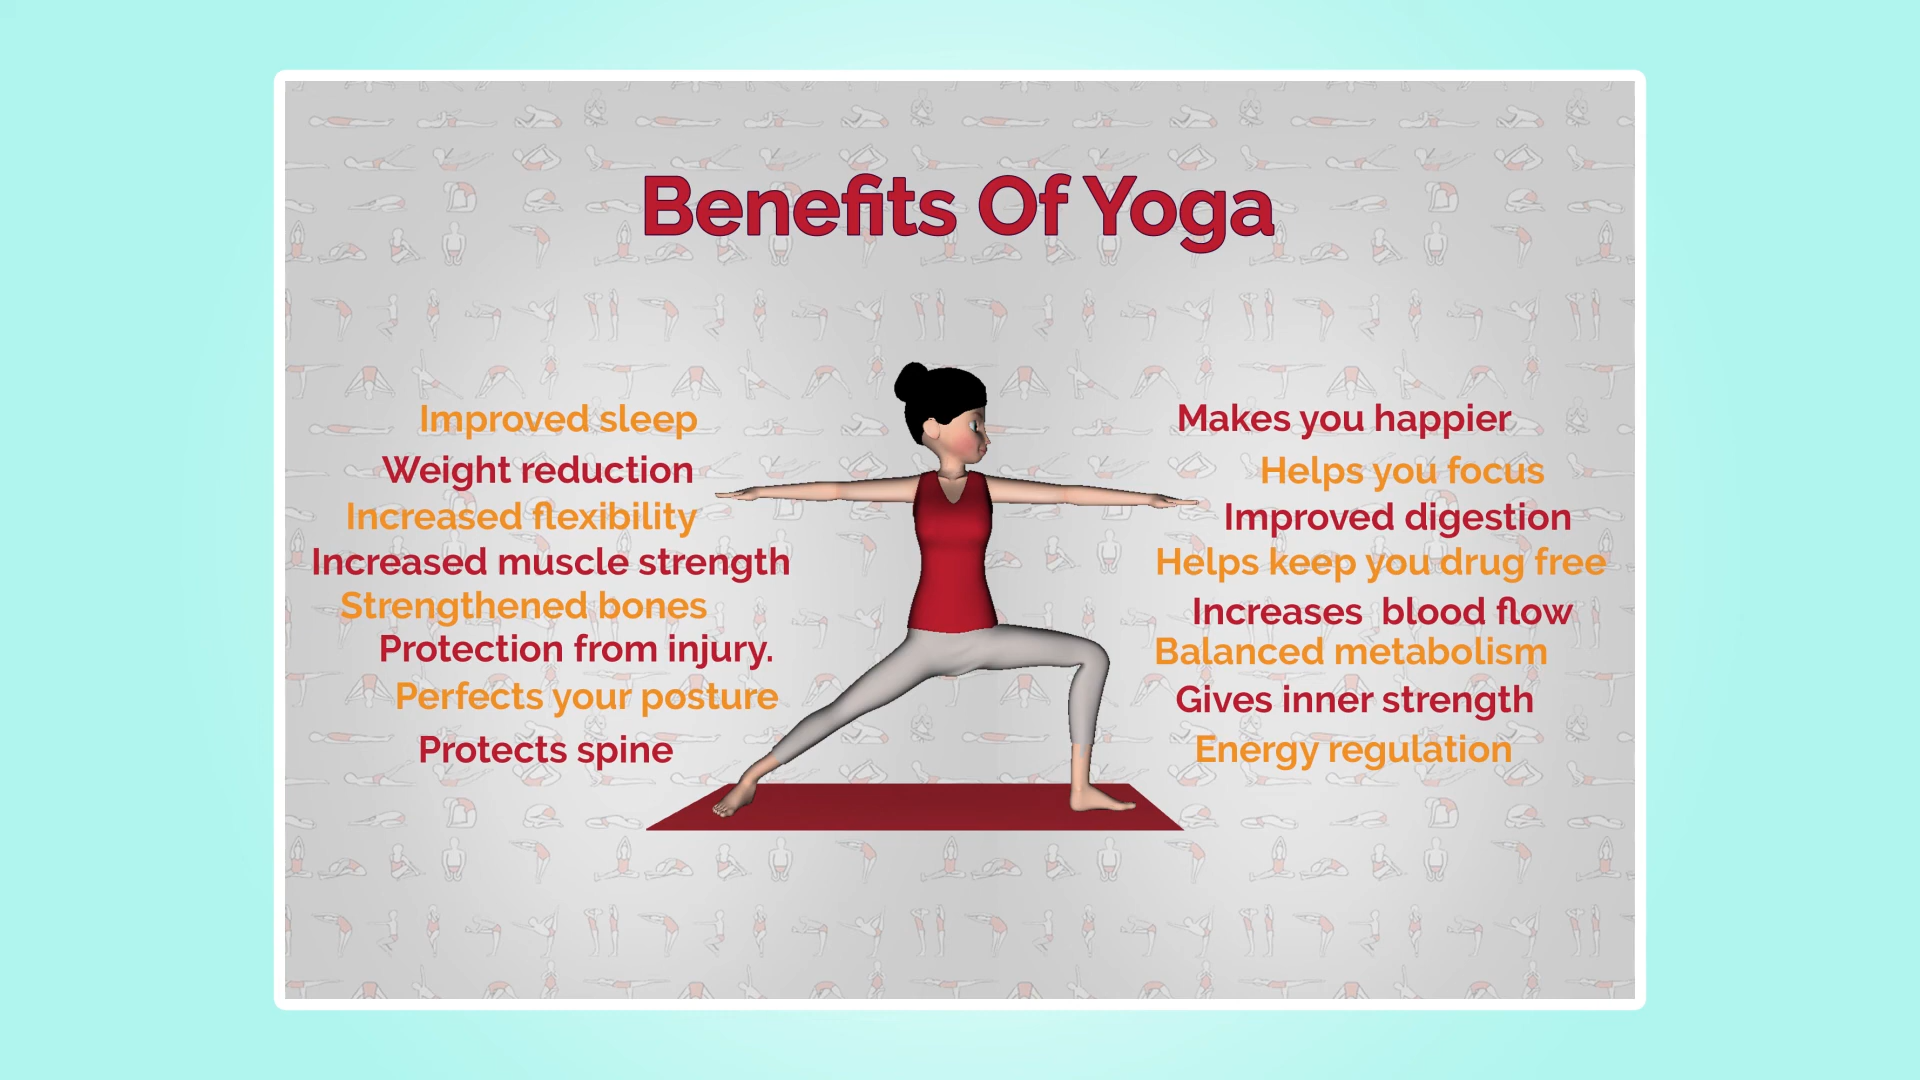 Benefits Of Yoga
Improved sleep
Weight reduction
Increased flexibility
Increased muscle strength
Strengthened bones
Protection from injury.
Perfects your posture
Protects spine
Makes you happier
Helps you focus
Improved digestion
Helps keep you drug free
Increases  blood flow
Balanced metabolism
Gives inner strength
Energy regulation